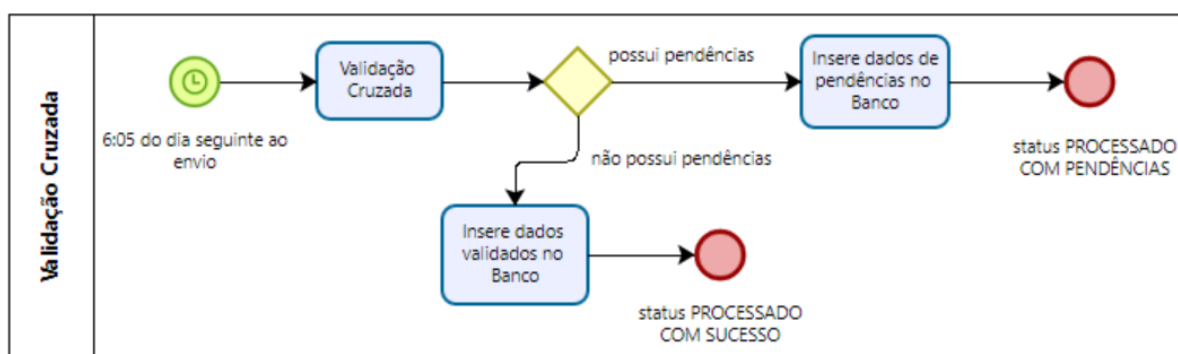 Validação Cruzada
6:05 do dia seguinte ao
envio
Validação
Cruzada
possui pendências
Insere dados de
pendências no
Banco
status PROCESSADO
COM PENDÊNCIAS
não possui pendências
Insere dados
validados no
Banco
status PROCESSADO
COM SUCESSO